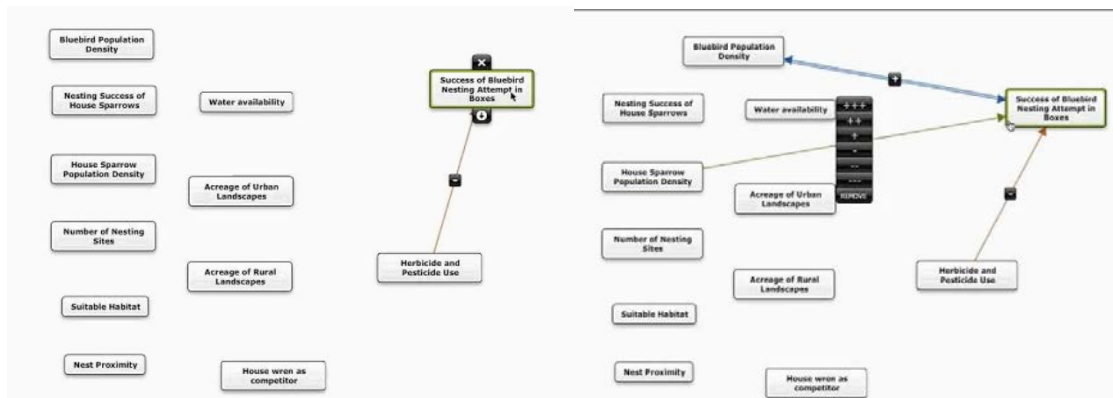 Bluebird Population
Density
Success of Bluebird
Nesting Attempt in
Boxes
Nesting Success of
House Sparrows
Water availability
House Sparrow
Population Density
Acreage of Urban
Landscapes
Number of Nesting
Sites
Herbicide and
Pesticide Use
Acreage of Rural
Landscapes
Suitable Habitat
Nest Proximity
House wren as
competitor
Bluebird Population
Density
+
Success of Bluebird
Nesting Attempt in
Boxes
Nesting Success of
House Sparrows
Water availability
+++
++
+
-
--
---
REMOVE
House Sparrow
Population Density
Acreage of Urban
Landscapes
Number of Nesting
Sites
Herbicide and
Pesticide Use
Acreage of Rural
Landscapes
Suitable Habitat
Nest Proximity
House wren as
competitor